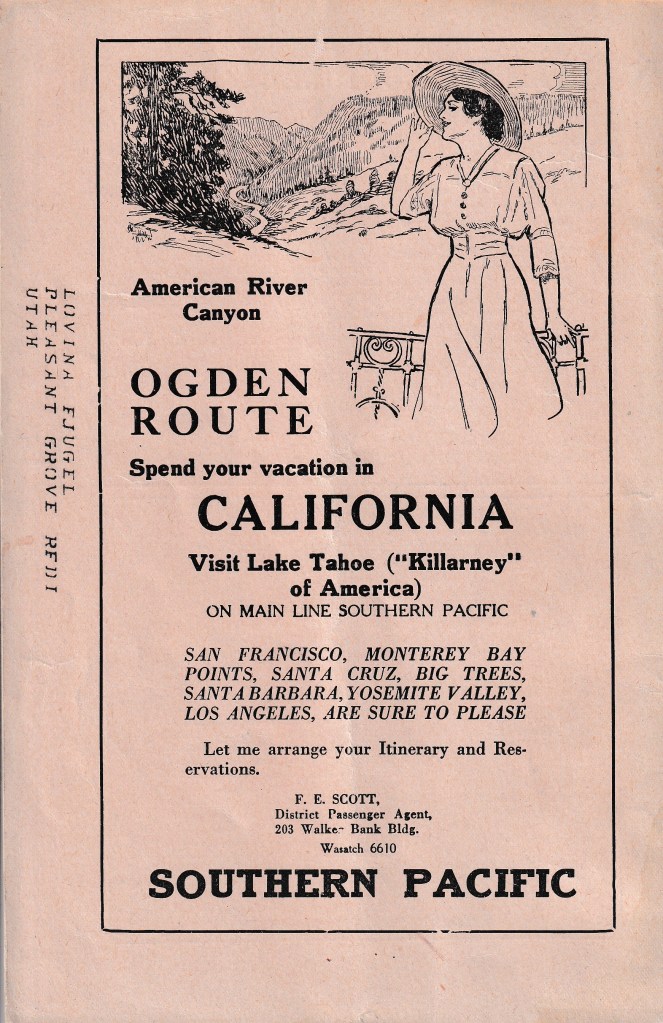 American River
Canyon
OGDEN
ROUTE
Spend your vacation in
CALIFORNIA
Visit Lake Tahoe ("Killarney"
of America)
ON MAIN LINE SOUTHERN PACIFIC
SAN FRANCISCO, MONTEREY BAY
POINTS, SANTA CRUZ, BIG TREES,
SANTA BARBARA, YOSEMITE VALLEY,
LOS ANGELES, ARE SURE TO PLEASE
Let me arrange your Itinerary and Res-
ervations.
F. E. SCOTT,
District Passenger Agent,
203 Walker Bank Bldg.
Wasatch 6610
SOUTHERN PACIFIC
LOVINA FJUGEL
PLEASANT GROVE
UTAH